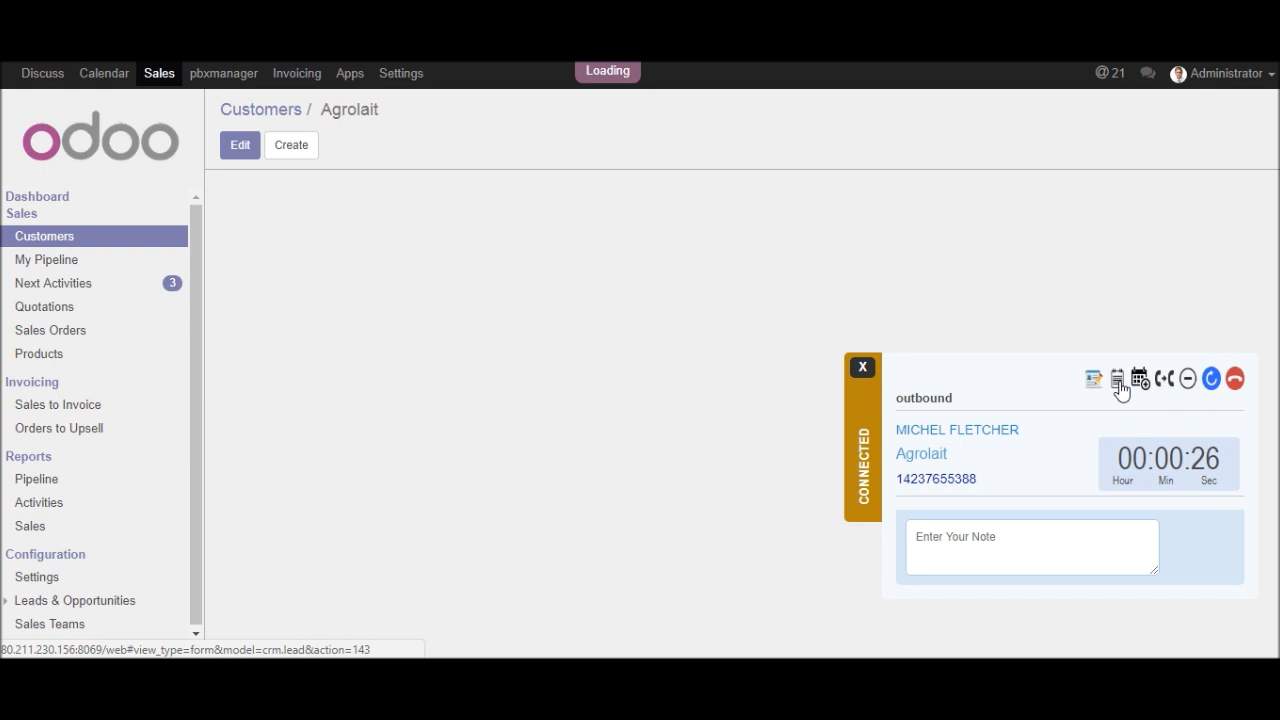 Discuss Calendar Sales pbxmanager Invoicing Apps Settings Loading @ 21 Administrator
odoo
Customers / Agrolait
Edit Create
Dashboard
Sales
Customers
My Pipeline
Next Activities 3
Quotations
Sales Orders
Products
Invoicing
Sales to Invoice
Orders to Upsell
Reports
Pipeline
Activities
Sales
Configuration
Settings
Leads & Opportunities
Sales Teams
80.211.230.156:8069/web#view_type=form&model=crm.lead&action=143
X
CONNECTED
outbound
MICHEL FLETCHER
Agrolait
14237655388
00:00:26
Hour Min Sec
Enter Your Note